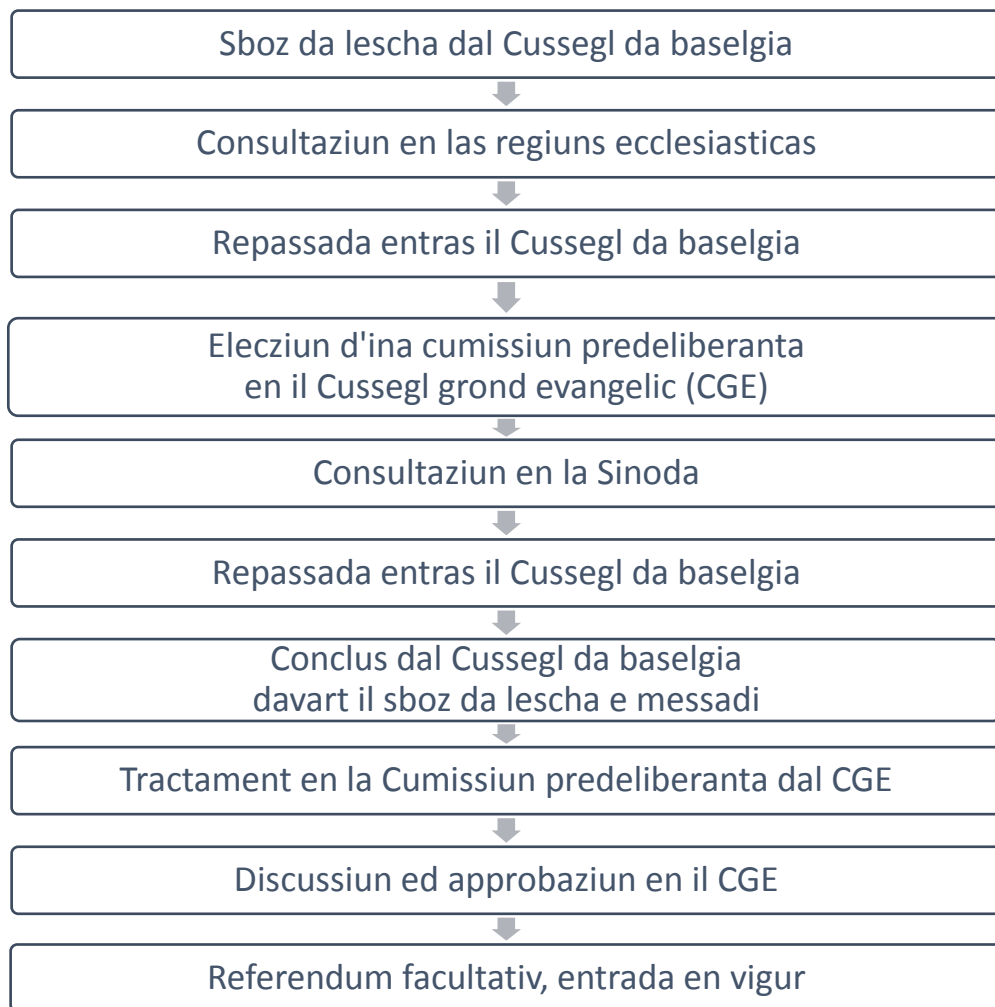 Sboz da lescha dal Cussegl da baselgia
Consultaziun en las regiuns ecclesiasticas
Repassada entras il Cussegl da baselgia
Elecziun d'ina cumissiun predeliberanta
en il Cussegl grond evangelic (CGE)
Consultaziun en la Sinoda
Repassada entras il Cussegl da baselgia
Conclus dal Cussegl da baselgia
davart il sboz da lescha e messadi
Tractament en la Cumissiun predeliberanta dal CGE
Discussiun ed approbaziun en il CGE
Referendum facultativ, entrada en vigur